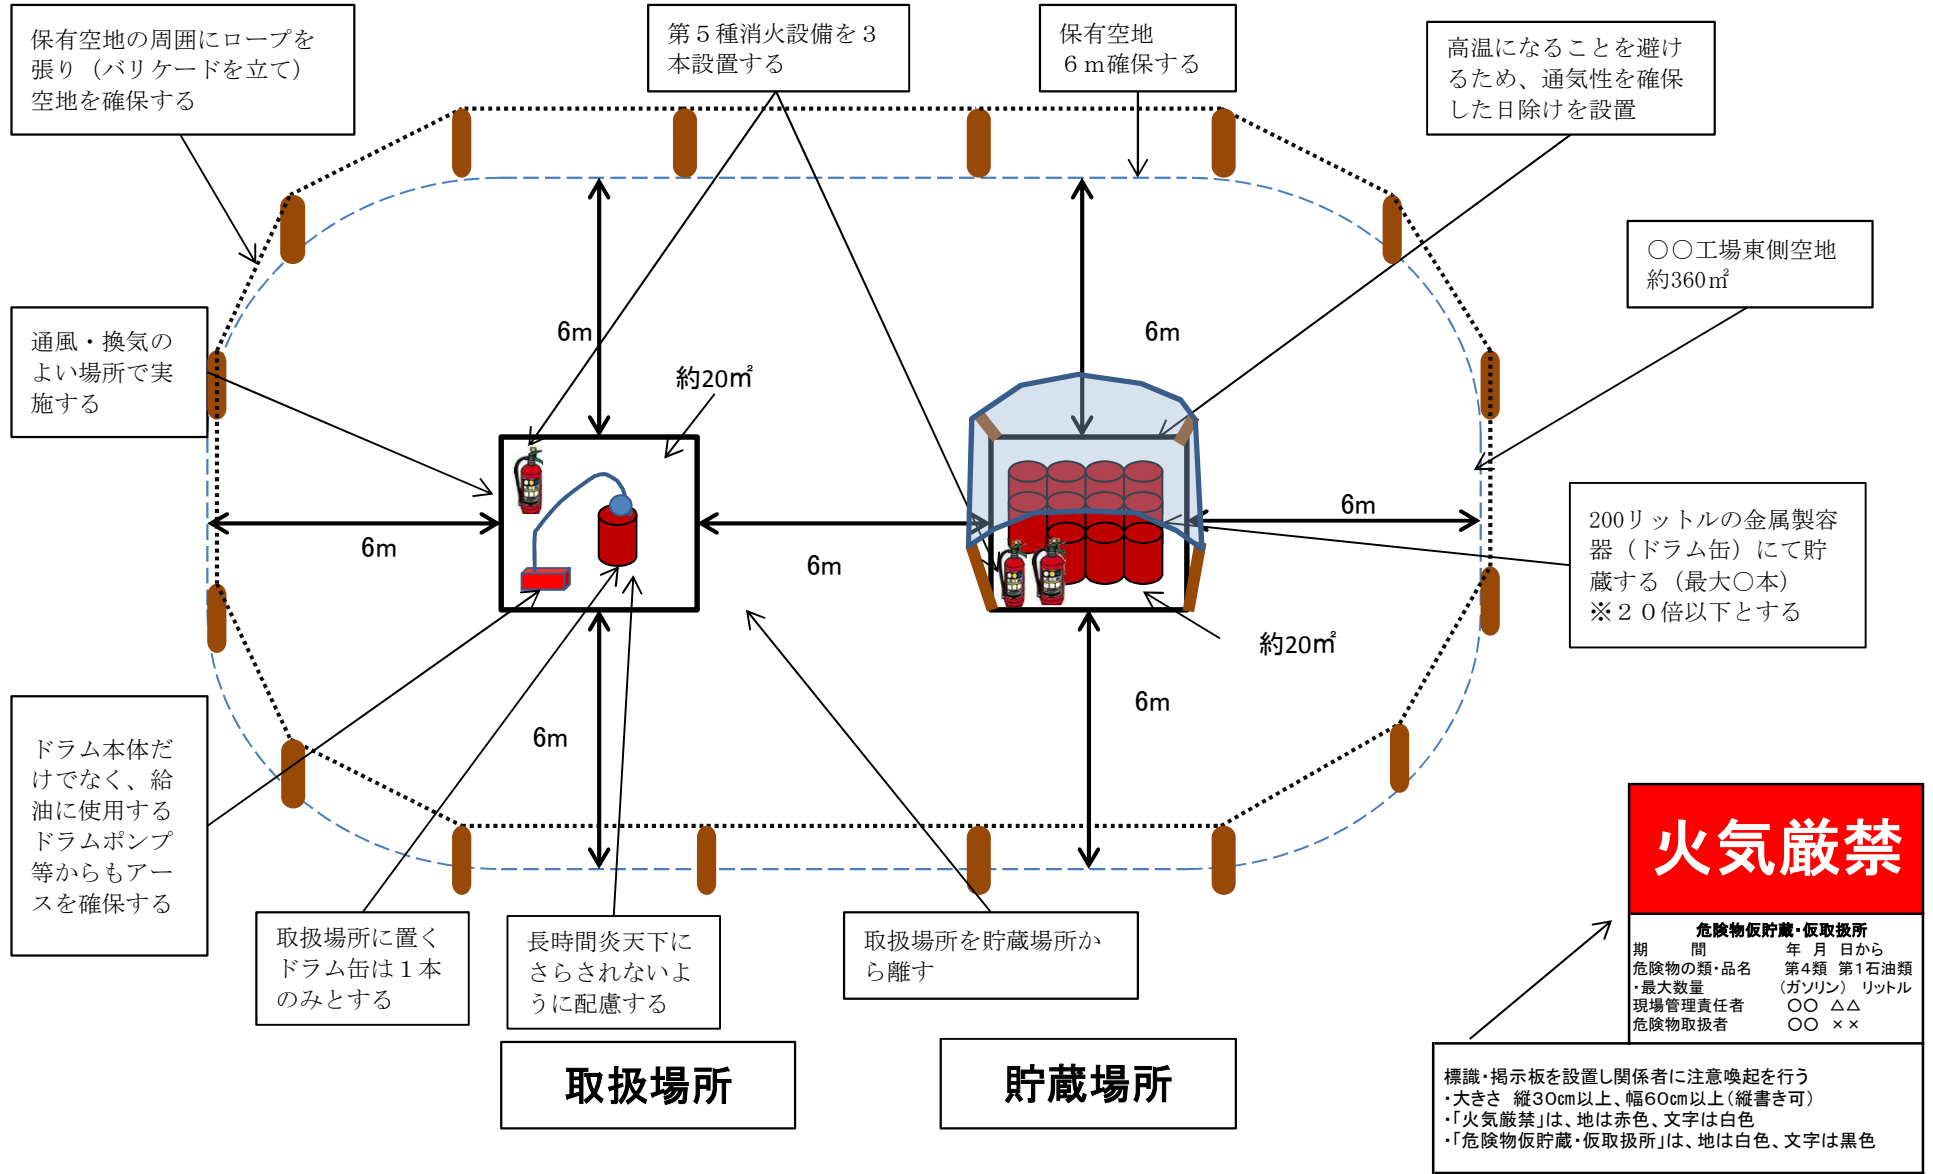 保有空地の周囲にロープを
張り（バリケードを立て）
空地を確保する
第５種消火設備を３
本設置する
保有空地
６ｍ確保する
高温になることを避け
るため、通気性を確保
した日除けを設置
〇〇工場東側空地
約360㎡
通風・換気の
よい場所で実
施する
6m
6m
約20㎡
6m
6m
6m
200リットルの金属製容
器（ドラム缶）にて貯
蔵する（最大〇本）
※２０倍以下とする
約20㎡
6m
6m
ドラム本体だ
けでなく、給
油に使用する
ドラムポンプ
等からもアー
スを確保する
取扱場所に置く
ドラム缶は１本
のみとする
長時間炎天下に
さらされないよ
うに配慮する
取扱場所を貯蔵場所か
ら離す
火気厳禁
危険物仮貯蔵・仮取扱所
期　　間　　　　年　月　日から
危険物の類・品名　第4類　第1石油類
・最大数量　　　　（ガソリン）　リットル
現場管理責任者　　〇〇　△△
危険物取扱者　　　〇〇　××
取扱場所
貯蔵場所
標識・掲示板を設置し関係者に注意喚起を行う
・大きさ　縦30㎝以上、幅60㎝以上（縦書き可）
・「火気厳禁」は、地は赤色、文字は白色
・「危険物仮貯蔵・仮取扱所」は、地は白色、文字は黒色